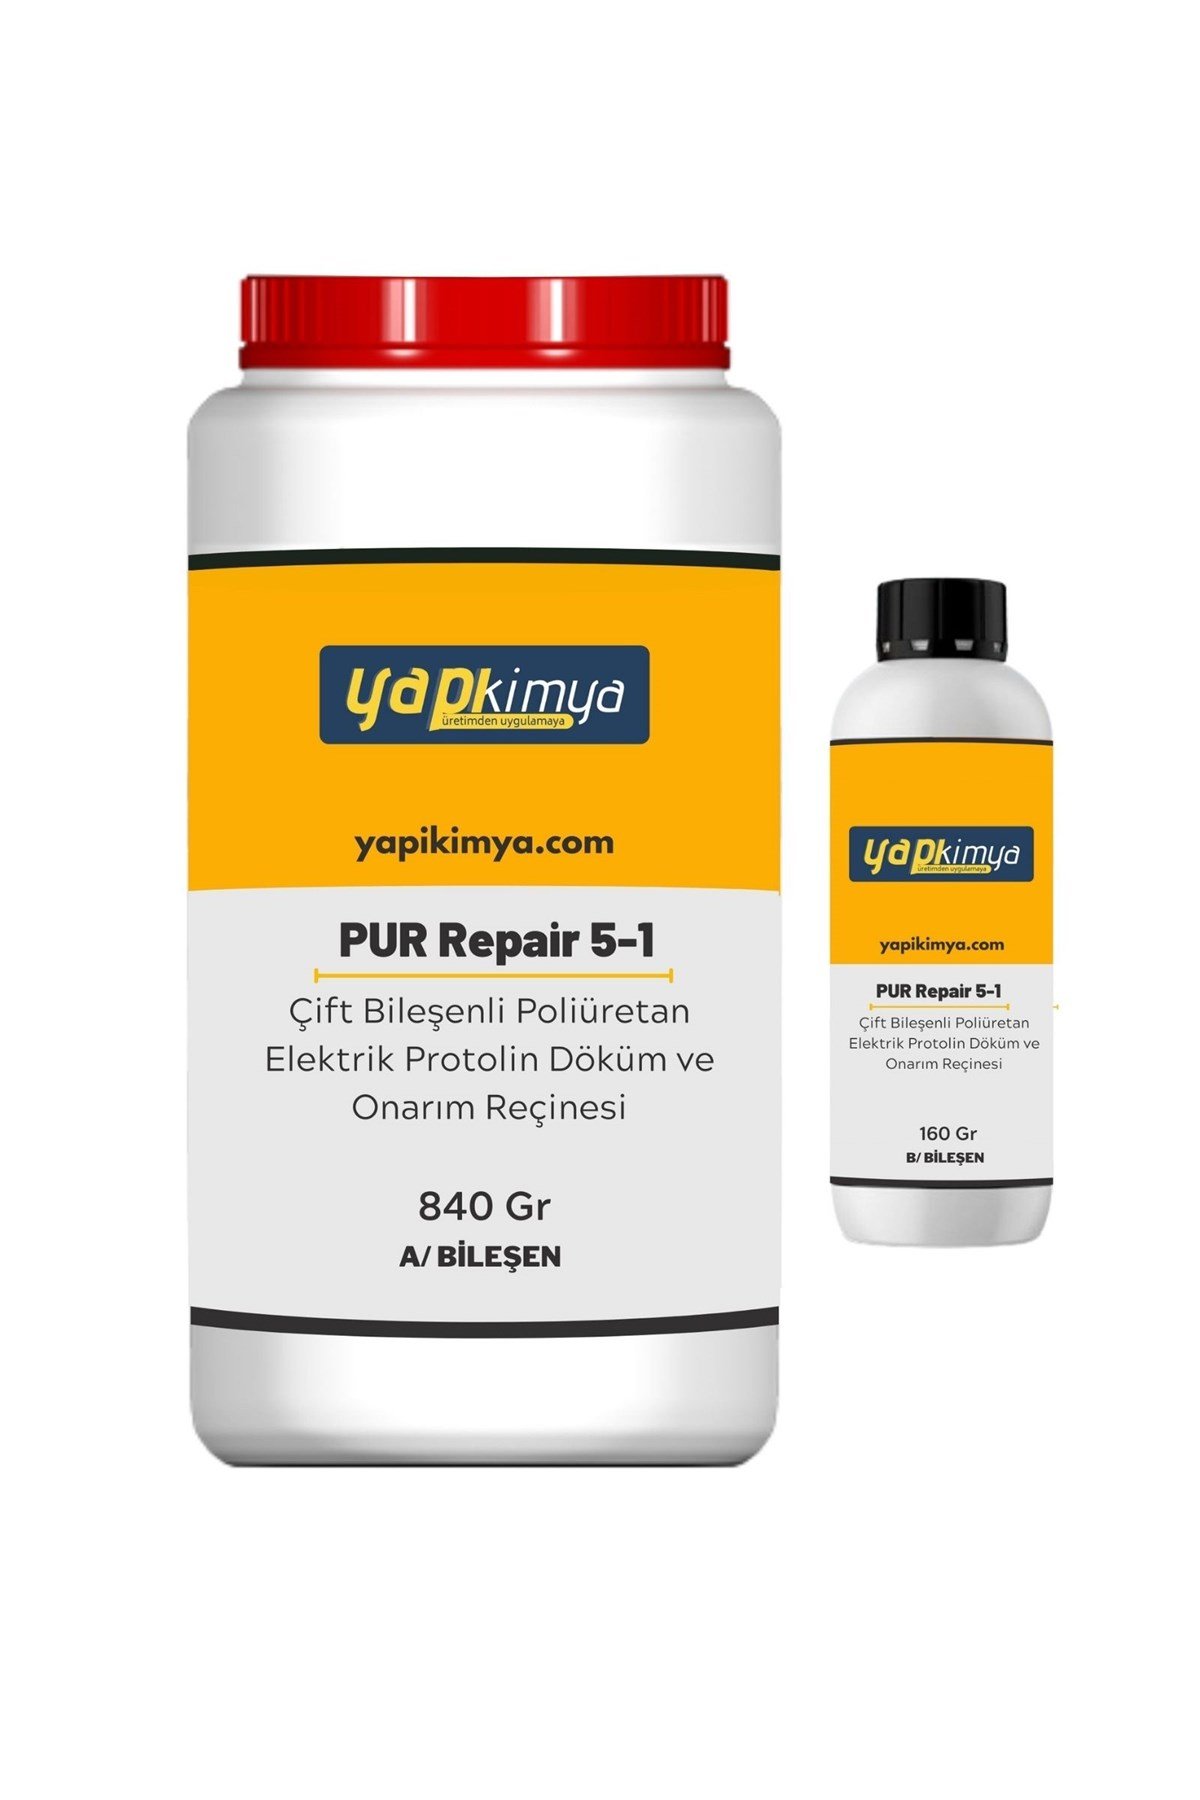 yapıkimya
üretimden uygulamaya
yapikimya.com
PUR Repair 5-1
Çift Bileşenli Poliüretan
Elektrik Protolin Döküm ve
Onarım Reçinesi
840 Gr
A/ BİLEŞEN
yapıkimya
üretimden uygulamaya
yapikimya.com
PUR Repair 5-1
Çift Bileşenli Poliüretan
Elektrik Protolin Döküm ve
Onarım Reçinesi
160 Gr
B/ BİLEŞEN